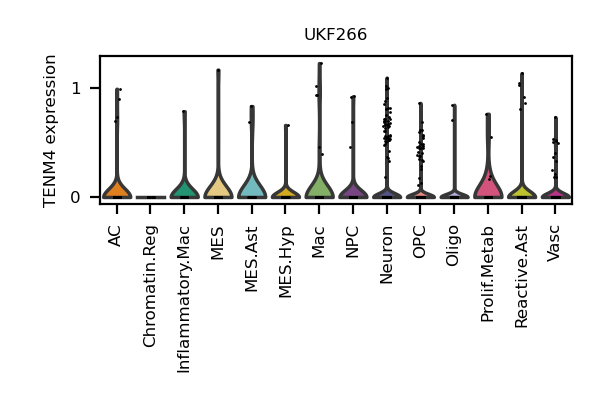 UKF266
TENM4 expression
1
0
AC
Chromatin.Reg
Inflammatory.Mac
MES
MES.Ast
MES.Hyp
Mac
NPC
Neuron
OPC
Oligo
Prolif.Metab
Reactive.Ast
Vasc